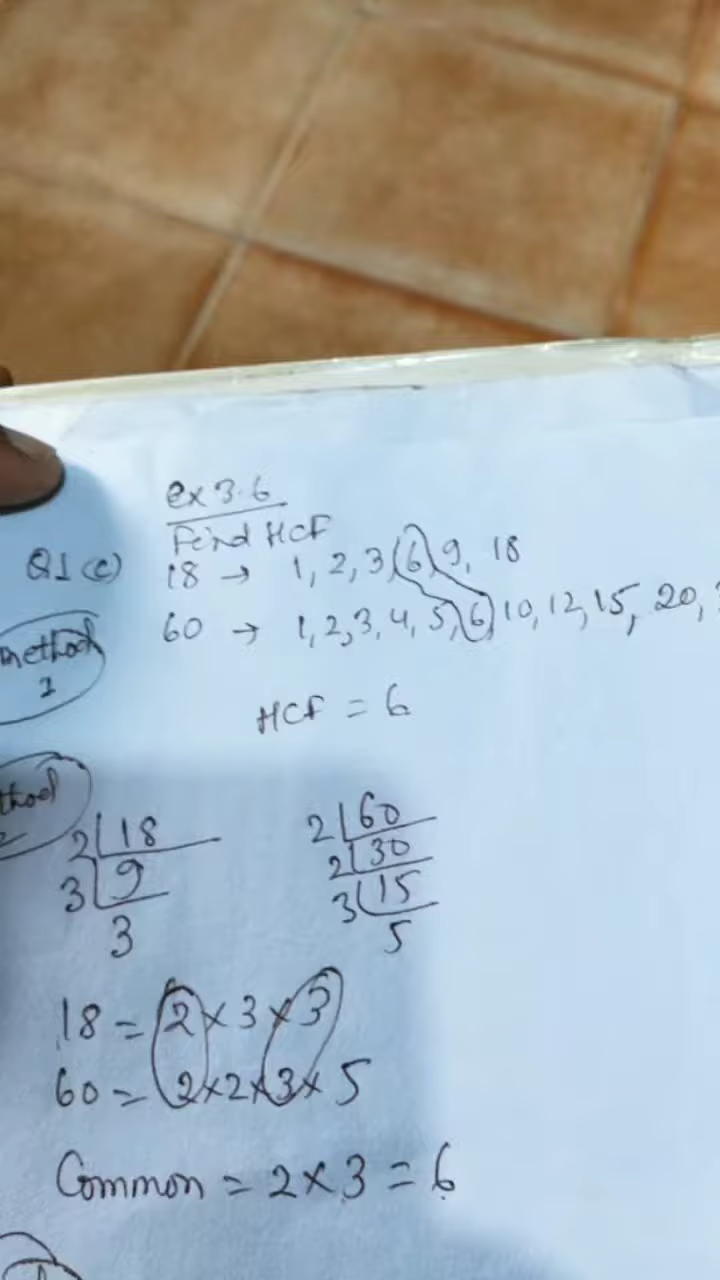 ex 3.6
Find HCF
Q1 (c) 18 → 1, 2, 3, 6, 9, 18
60 → 1, 2, 3, 4, 5, 6, 10, 12, 15, 20,
method
1
HCF = 6
2 18
3 9
3
2 60
2 30
3 15
5
18 = 2 × 3 × 3
60 = 2 × 2 × 3 × 5
Common = 2 × 3 = 6